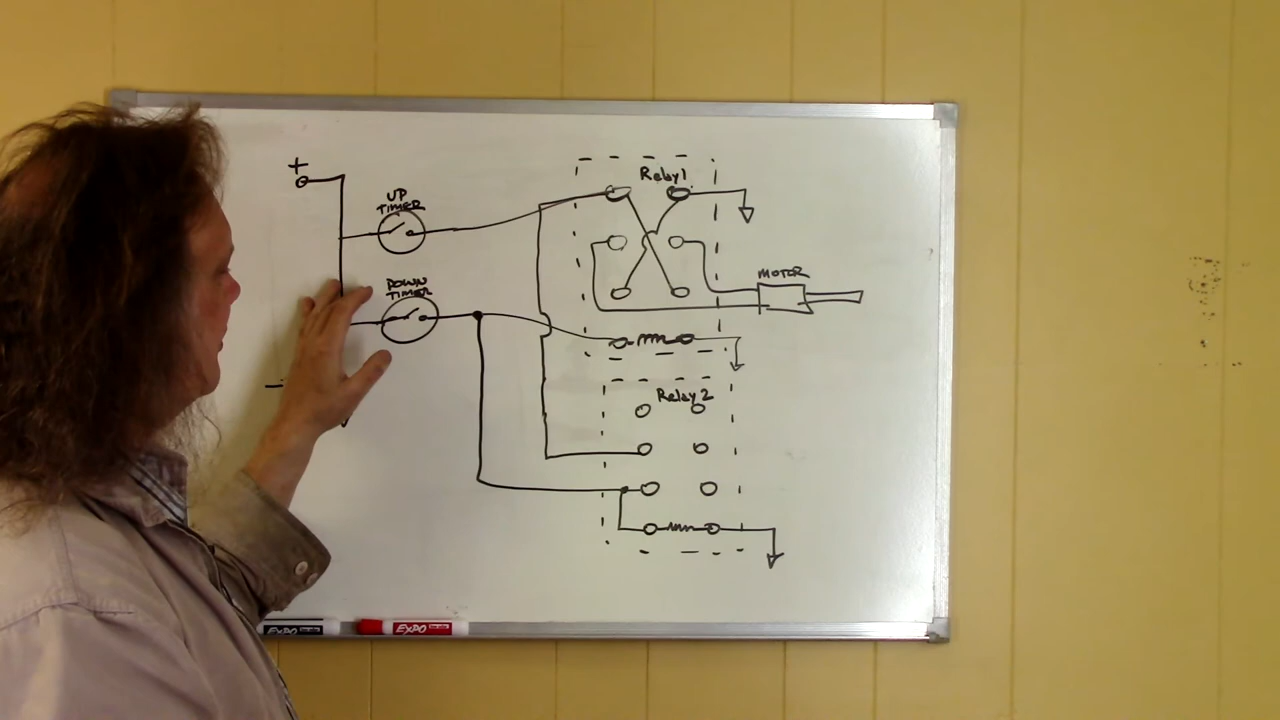 +
UP
TIMER
DOWN
TIMER
Relay1
MOTOR
Relay 2
-
EXPO
EXPO